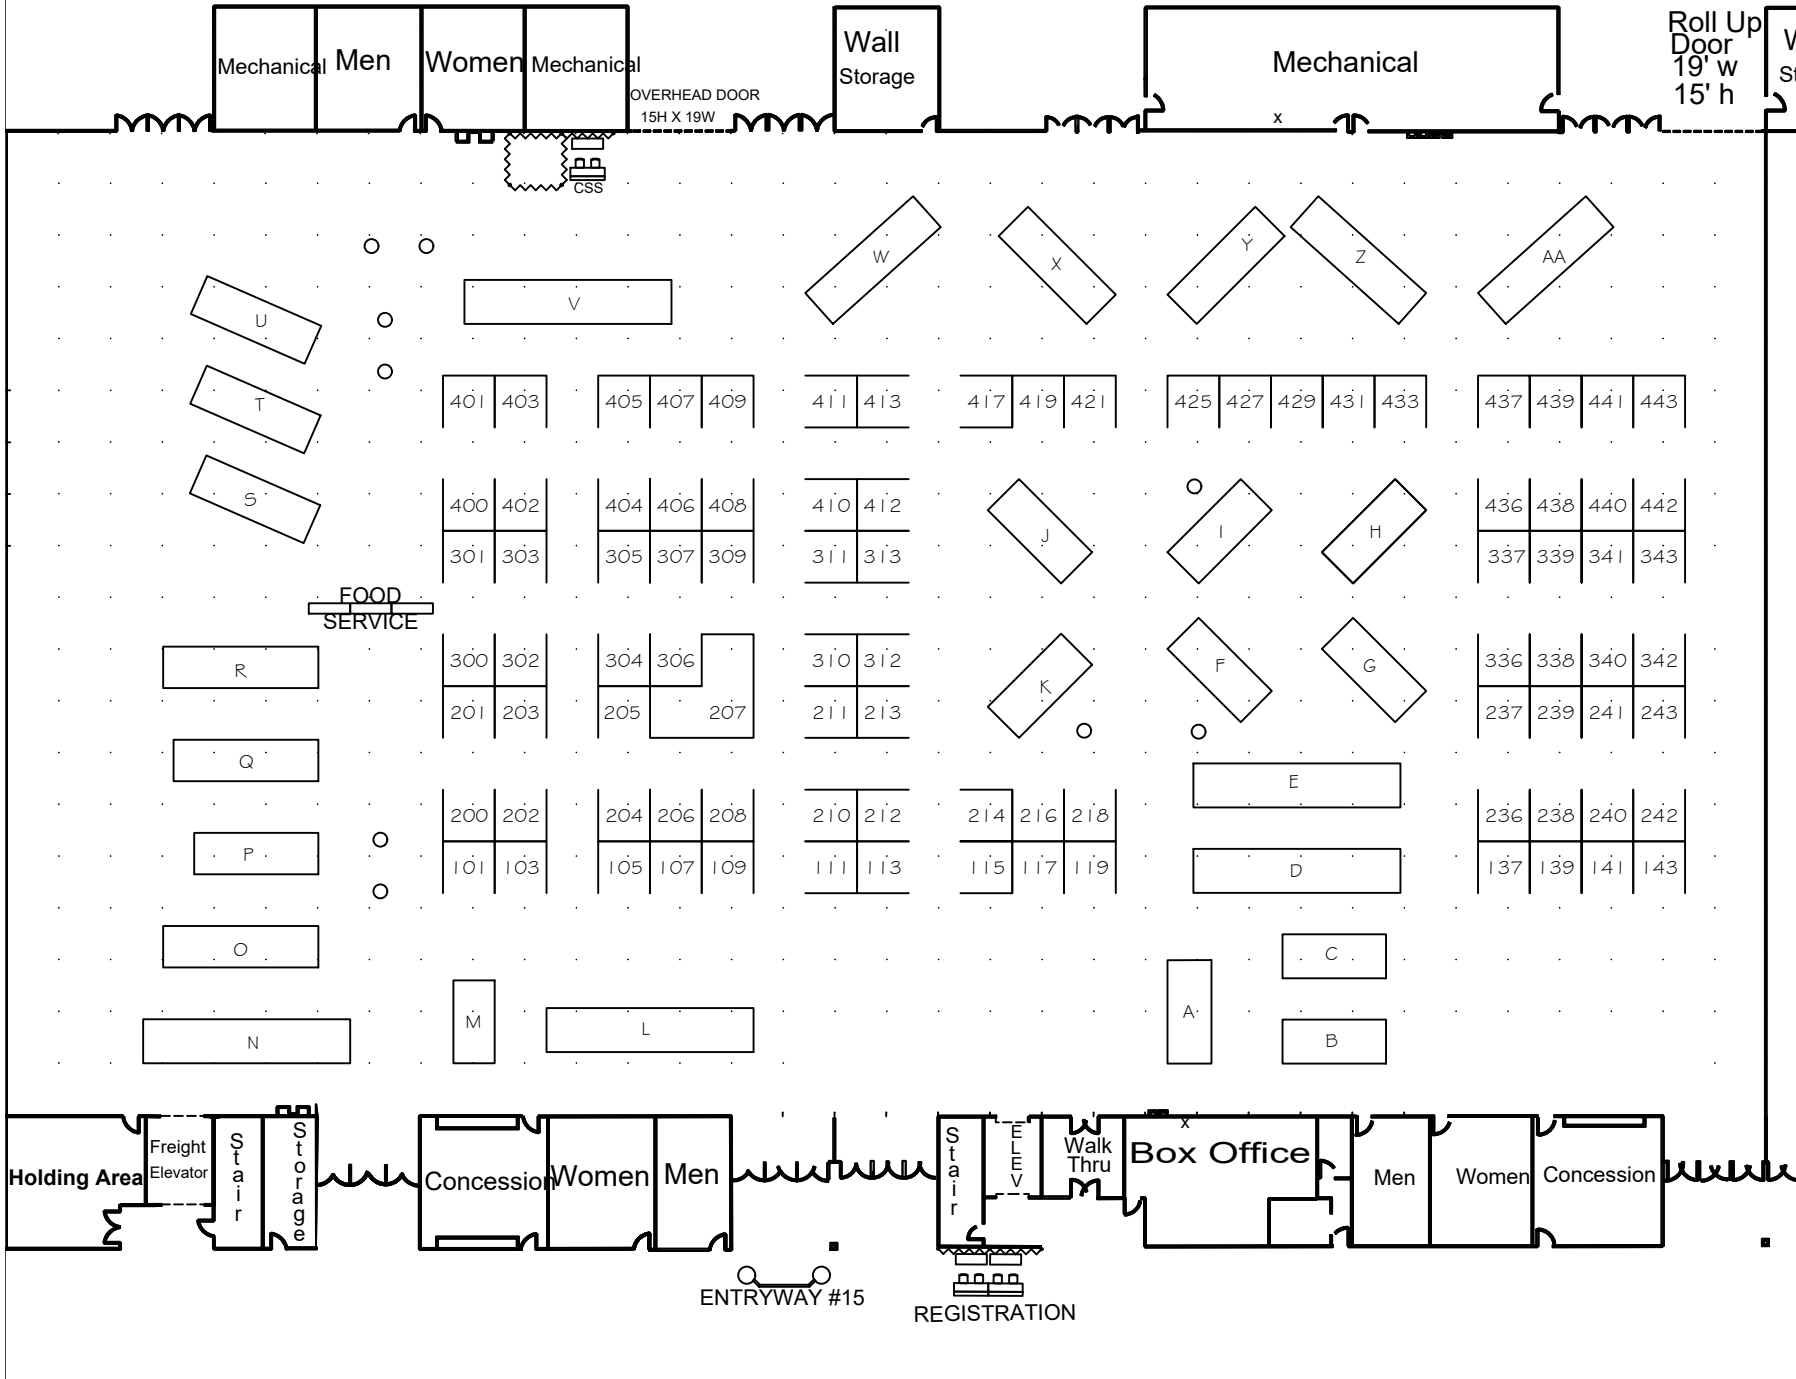 Mechanical
Men
Women
Mechanical
OVERHEAD DOOR
15H X 19W
Wall
Storage
Mechanical
x
Roll Up
Door
19' w
15' h
CSS
U
T
S
V
W
X
Y
Z
AA
401 403 405 407 409 411 413 417 419 421 425 427 429 431 433 437 439 441 443
400 402 404 406 408 410 412 436 438 440 442
301 303 305 307 309 311 313 337 339 341 343
J
I
H
FOOD
SERVICE
300 302 304 306 310 312 336 338 340 342
201 203 205 207 211 213 237 239 241 243
K
F
G
R
Q
P
O
N
E
D
200 202 204 206 208 210 212 214 216 218 236 238 240 242
101 103 105 107 109 111 113 115 117 119 137 139 141 143
M
L
A
C
B
Holding Area
Freight
Elevator
Stair
Storage
Concession
Women
Men
Stair
ELEV
Walk
Thru
x
Box Office
Men
Women
Concession
ENTRYWAY #15
REGISTRATION